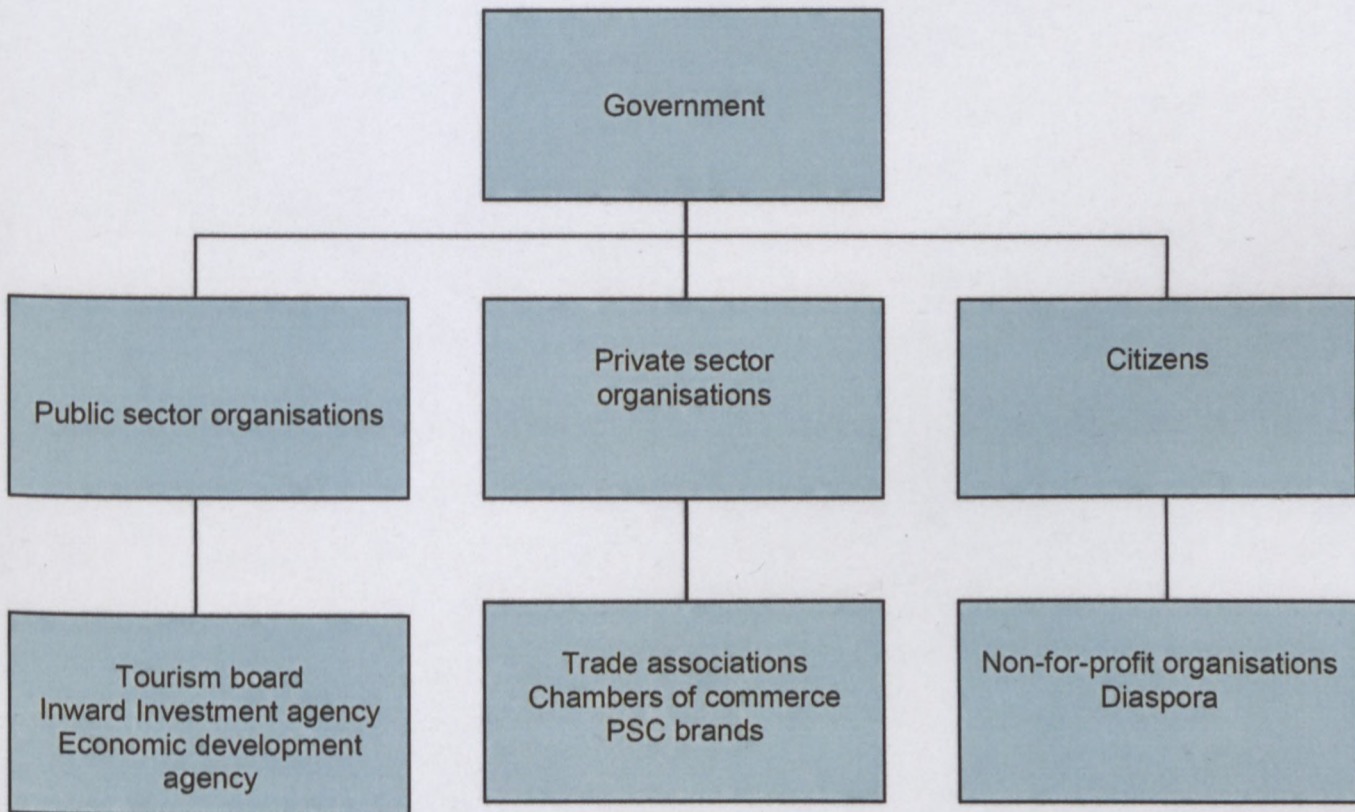 Government
Public sector organisations
Private sector
organisations
Citizens
Tourism board
Inward Investment agency
Economic development
agency
Trade associations
Chambers of commerce
PSC brands
Non-for-profit organisations
Diaspora